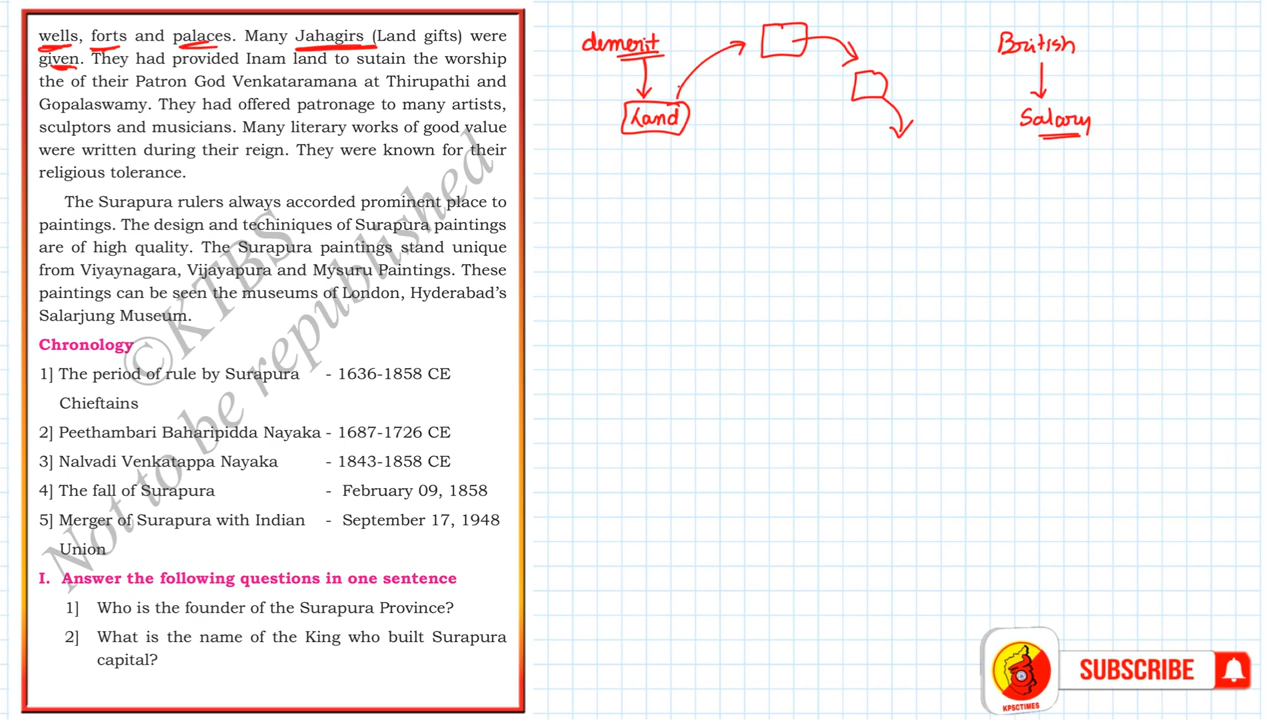 wells, forts and palaces. Many Jahagirs (Land gifts) were
given. They had provided Inam land to sutain the worship
the of their Patron God Venkataramana at Thirupathi and
Gopalaswamy. They had offered patronage to many artists,
sculptors and musicians. Many literary works of good value
were written during their reign. They were known for their
religious tolerance.
The Surapura rulers always accorded prominent place to
paintings. The design and techiniques of Surapura paintings
are of high quality. The Surapura paintings stand unique
from Viyaynagara, Vijayapura and Mysuru Paintings. These
paintings can be seen the museums of London, Hyderabad's
Salarjung Museum.
Chronology
1] The period of rule by Surapura - 1636-1858 CE
Chieftains
2] Peethambari Baharipidda Nayaka - 1687-1726 CE
3] Nalvadi Venkatappa Nayaka - 1843-1858 CE
4] The fall of Surapura - February 09, 1858
5] Merger of Surapura with Indian - September 17, 1948
Union
I. Answer the following questions in one sentence
1] Who is the founder of the Surapura Province?
2] What is the name of the King who built Surapura
capital?
©KTBS
Not to be republished
demerit
Land
British
Salary
KPSCTIMES
SUBSCRIBE